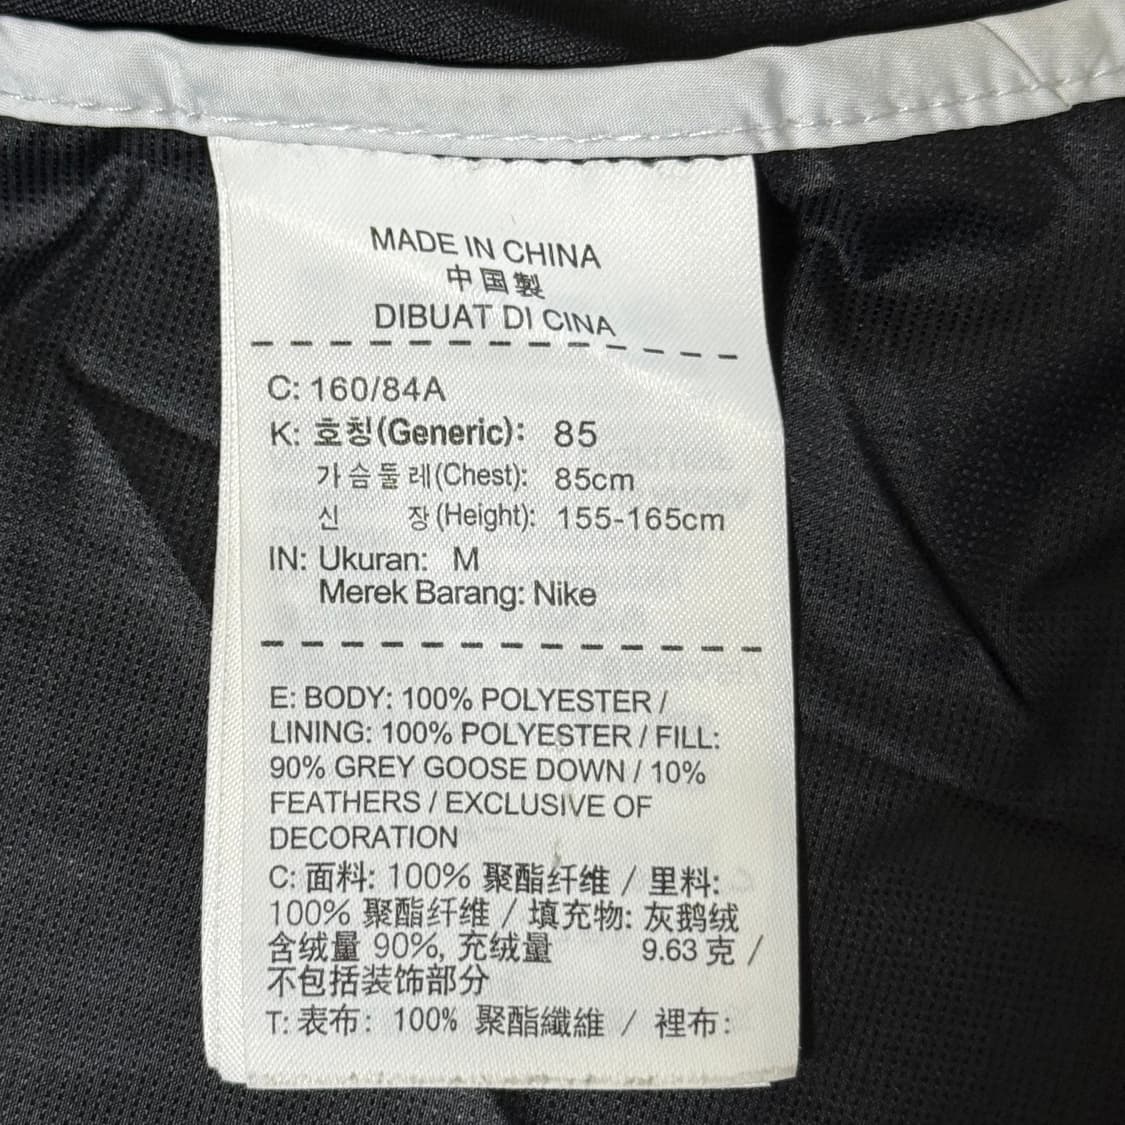 MADE IN CHINA
中国製
DIBUAT DI CINA
C: 160/84A
K: 호칭(Generic): 85
가슴둘레(Chest): 85cm
신 장(Height): 155-165cm
IN: Ukuran: M
Merek Barang: Nike
E: BODY: 100% POLYESTER /
LINING: 100% POLYESTER / FILL:
90% GREY GOOSE DOWN / 10%
FEATHERS / EXCLUSIVE OF
DECORATION
C: 面料: 100% 聚酯纤维 / 里料:
100% 聚酯纤维 / 填充物: 灰鹅绒
含绒量 90%, 充绒量 9.63 克 /
不包括装饰部分
T: 表布: 100% 聚酯纖維 / 裡布: